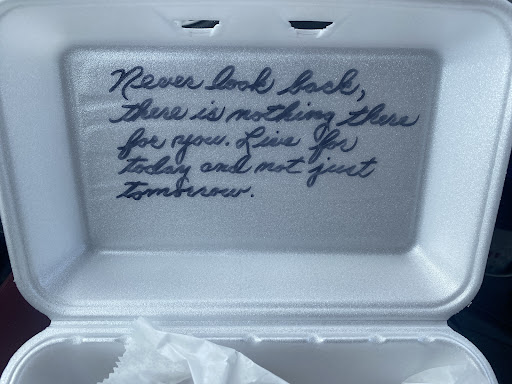 Never look back,
there is nothing there
for you. Live for
today and not just
tomorrow.